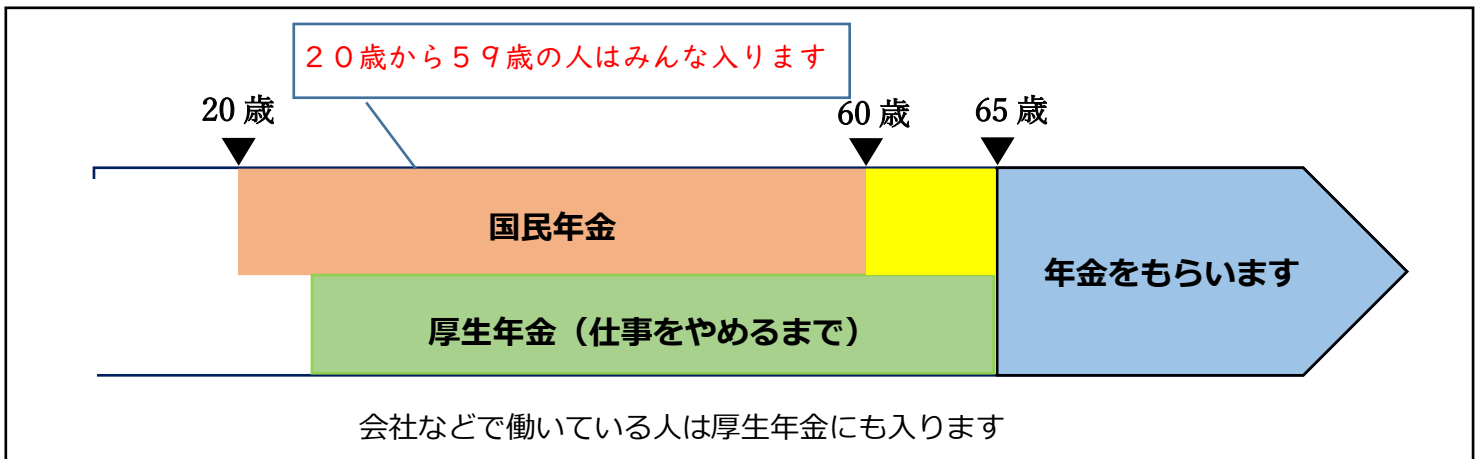 ２０歳から５９歳の人はみんな入ります
20 歳
60 歳
65 歳
国民年金
年金をもらいます
厚生年金（仕事をやめるまで）
会社などで働いている人は厚生年金にも入ります